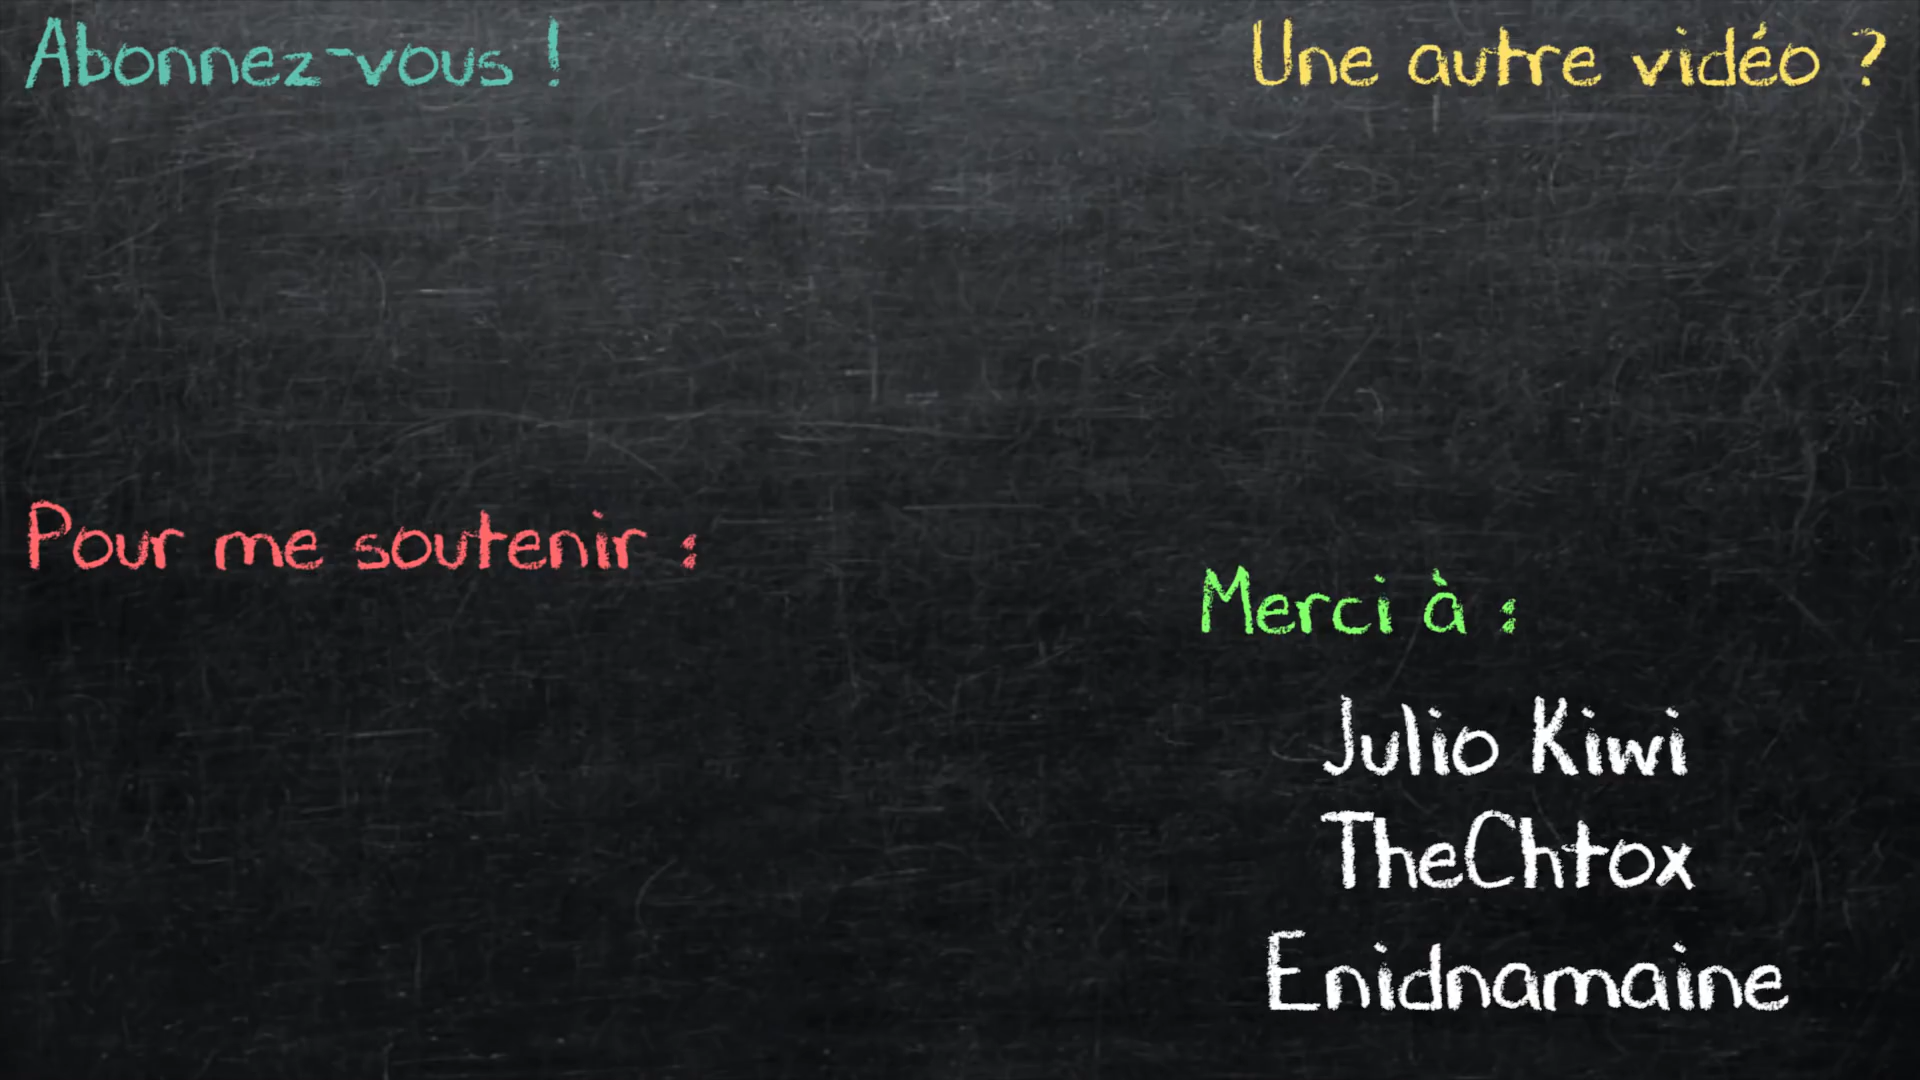 Abonnez-vous !
Une autre vidéo ?
Pour me soutenir :
Merci à :
Julio Kiwi
TheChtox
Enidnamaine